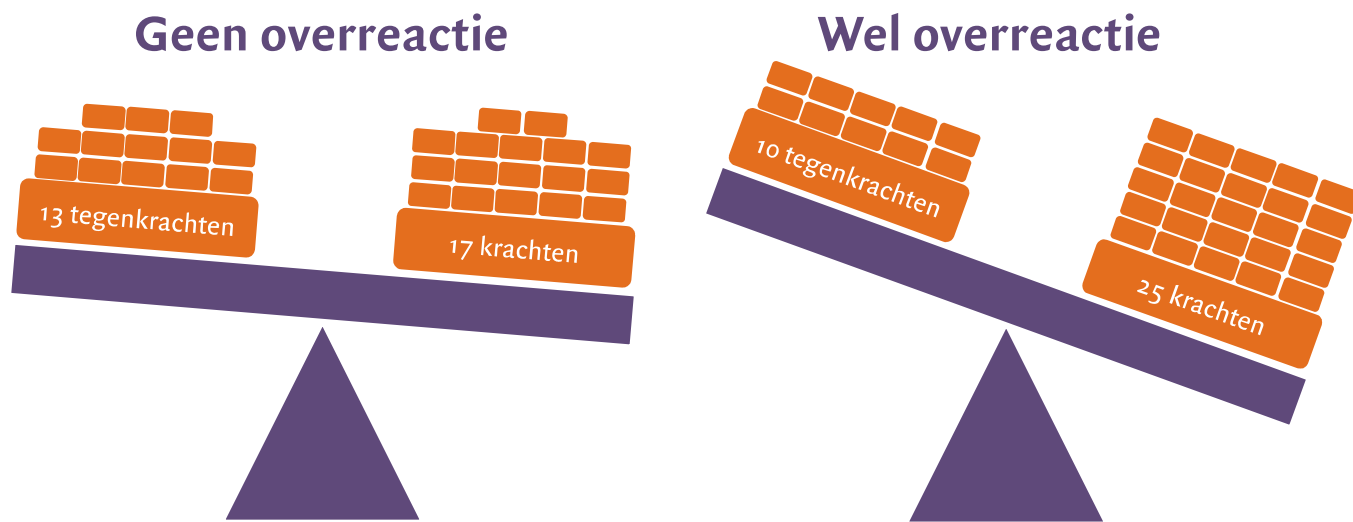 Geen overreactie
13 tegenkrachten
17 krachten
Wel overreactie
10 tegenkrachten
25 krachten